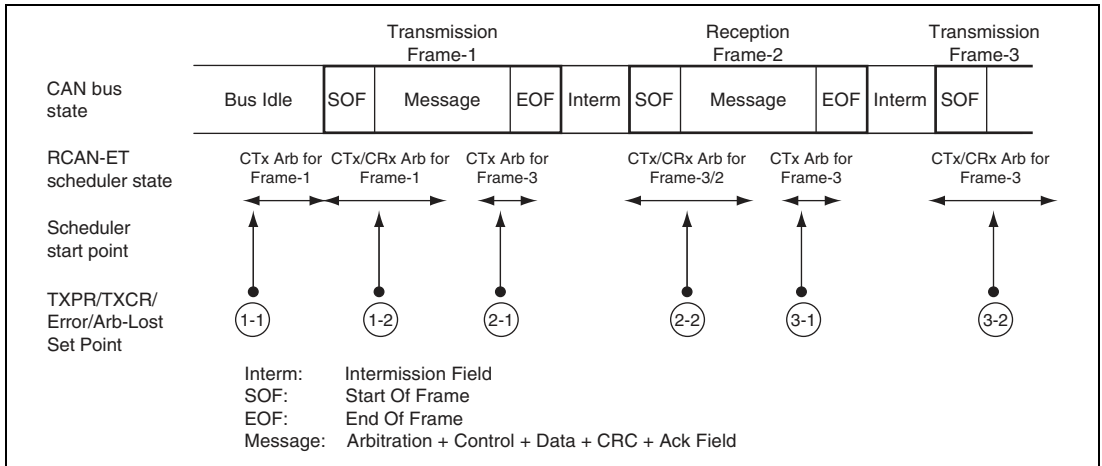 Transmission
Frame-1
Reception
Frame-2
Transmission
Frame-3
CAN bus
state
Bus Idle
SOF
Message
EOF
Interm
SOF
Message
EOF
Interm
SOF
RCAN-ET
scheduler state
CTx Arb for
Frame-1
CTx/CRx Arb for
Frame-1
CTx Arb for
Frame-3
CTx/CRx Arb for
Frame-3/2
CTx Arb for
Frame-3
CTx/CRx Arb for
Frame-3
Scheduler
start point
TXPR/TXCR/
Error/Arb-Lost
Set Point
1-1
1-2
2-1
2-2
3-1
3-2
Interm: Intermission Field
SOF: Start Of Frame
EOF: End Of Frame
Message: Arbitration + Control + Data + CRC + Ack Field